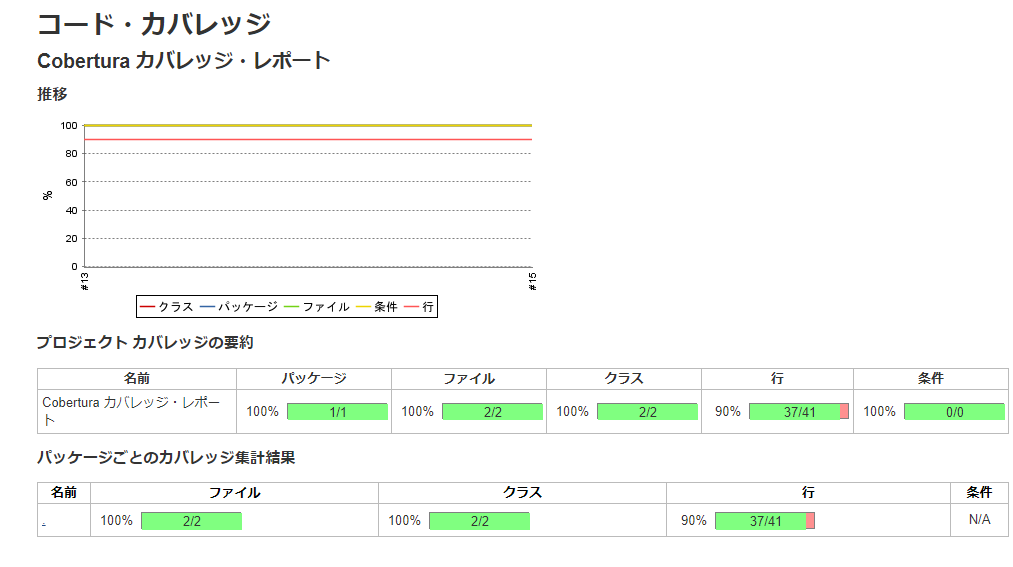 コード・カバレッジ
Cobertura カバレッジ・レポート
推移
100
80
60
40
20
0
%
#13
#15
クラス パッケージ ファイル 条件 行
プロジェクト カバレッジの要約
名前 パッケージ ファイル クラス 行 条件
Cobertura カバレッジ・レポー
ト
100% 1/1 100% 2/2 100% 2/2 90% 37/41 100% 0/0
パッケージごとのカバレッジ集計結果
名前 ファイル クラス 行 条件
. 100% 2/2 100% 2/2 90% 37/41 N/A